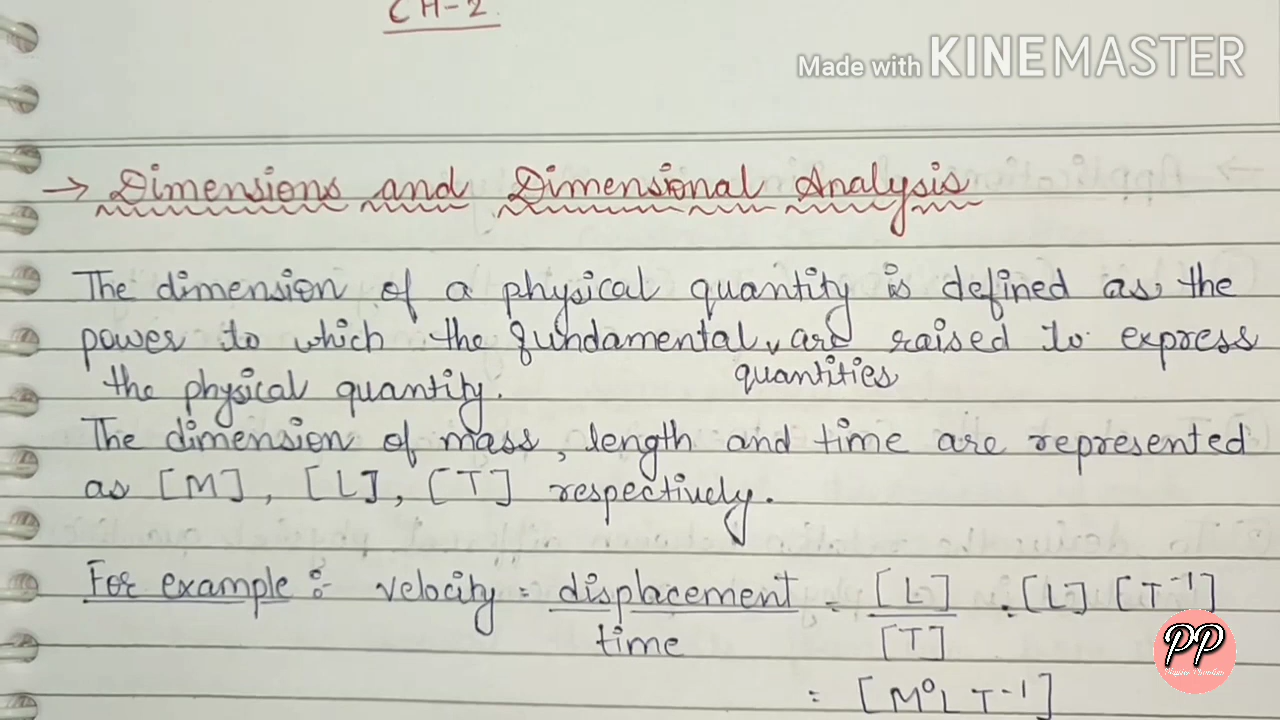 CH-2
Made with KINEMASTER
→ Dimensions and Dimensional Analysis
The dimension of a physical quantity is defined as the
power to which the fundamental, are raised to express
quantities
the physical quantity.
The dimension of mass, length and time are represented
as [M], [L], [T] respectively.
For example :- velocity = displacement / time = [L] / [T] = [L] [T⁻¹]
= [M⁰L T⁻¹]
PP